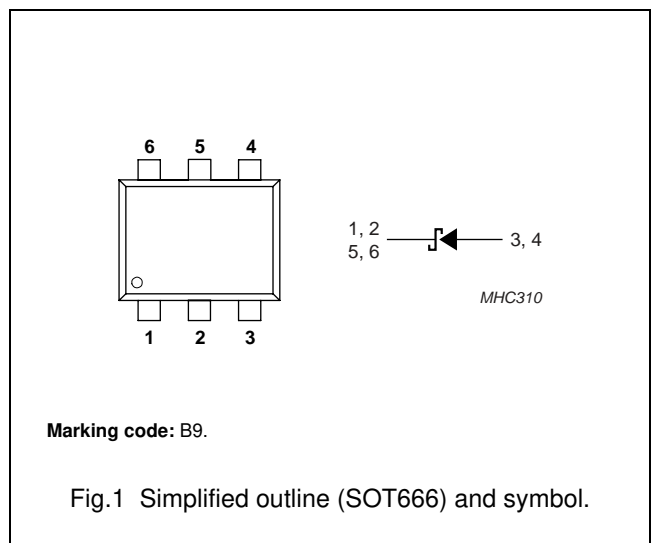 6 5 4
1 2 3
1, 2
5, 6
3, 4
MHC310
Marking code: B9.
Fig.1 Simplified outline (SOT666) and symbol.